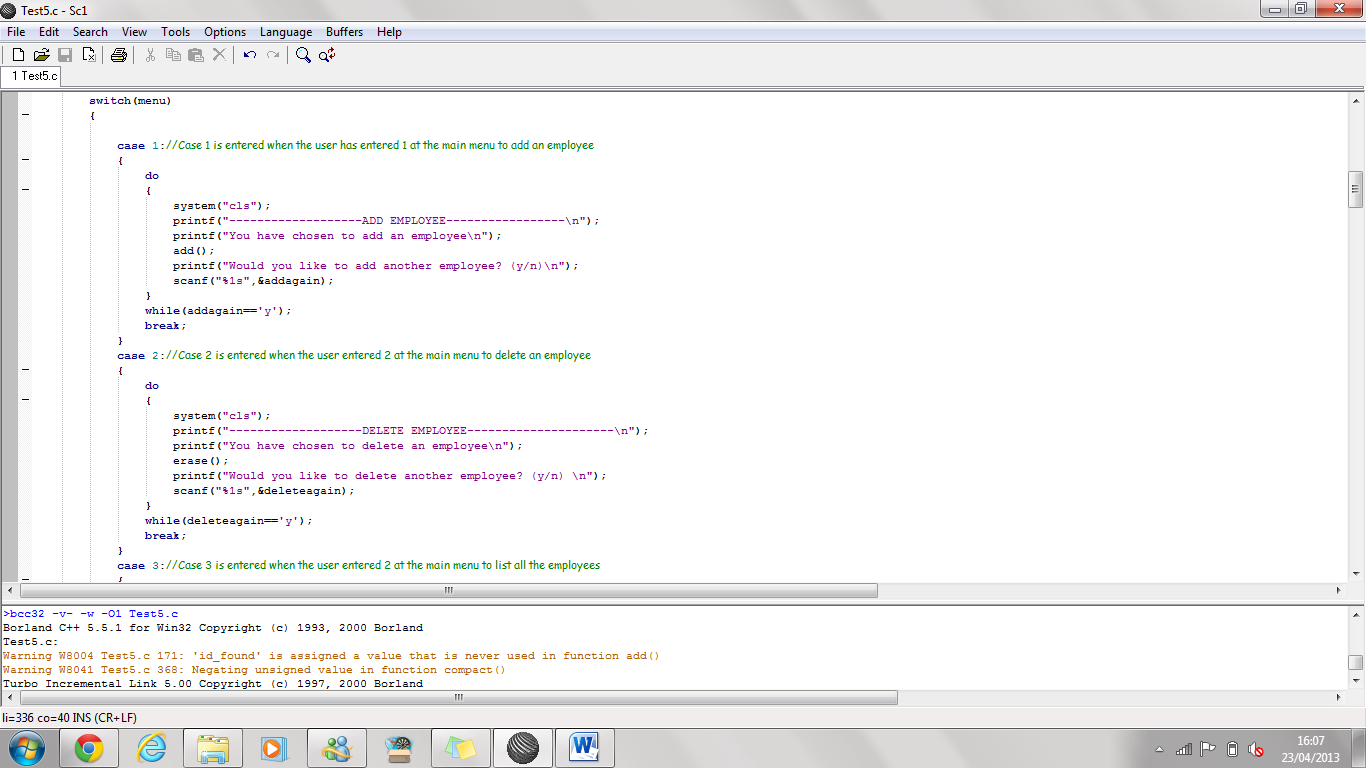 Test5.c - Sc1
File Edit Search View Tools Options Language Buffers Help
1 Test5.c
switch(menu)
{
case 1://Case 1 is entered when the user has entered 1 at the main menu to add an employee
{
do
{
system("cls");
printf("-------------------ADD EMPLOYEE-----------------\n");
printf("You have chosen to add an employee\n");
add();
printf("Would you like to add another employee? (y/n)\n");
scanf("%1s",&addagain);
}
while(addagain=='y');
break;
}
case 2://Case 2 is entered when the user entered 2 at the main menu to delete an employee
{
do
{
system("cls");
printf("-------------------DELETE EMPLOYEE---------------------\n");
printf("You have chosen to delete an employee\n");
erase();
printf("Would you like to delete another employee? (y/n) \n");
scanf("%1s",&deleteagain);
}
while(deleteagain=='y');
break;
}
case 3://Case 3 is entered when the user entered 2 at the main menu to list all the employees
{
>bcc32 -v- -w -O1 Test5.c
Borland C++ 5.5.1 for Win32 Copyright (c) 1993, 2000 Borland
Test5.c:
Warning W8004 Test5.c 171: 'id_found' is assigned a value that is never used in function add()
Warning W8041 Test5.c 368: Negating unsigned value in function compact()
Turbo Incremental Link 5.00 Copyright (c) 1997, 2000 Borland
li=336 co=40 INS (CR+LF)
16:07
23/04/2013